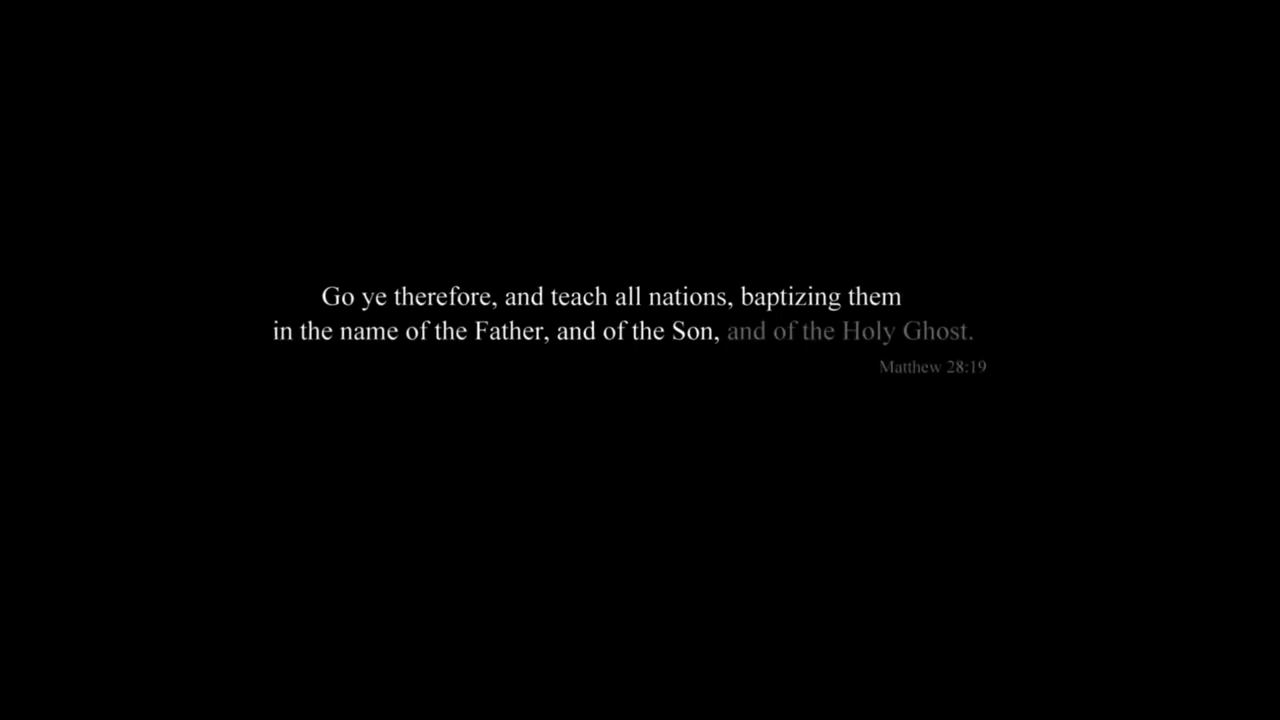 Go ye therefore, and teach all nations, baptizing them
in the name of the Father, and of the Son, and of the Holy Ghost.
Matthew 28:19